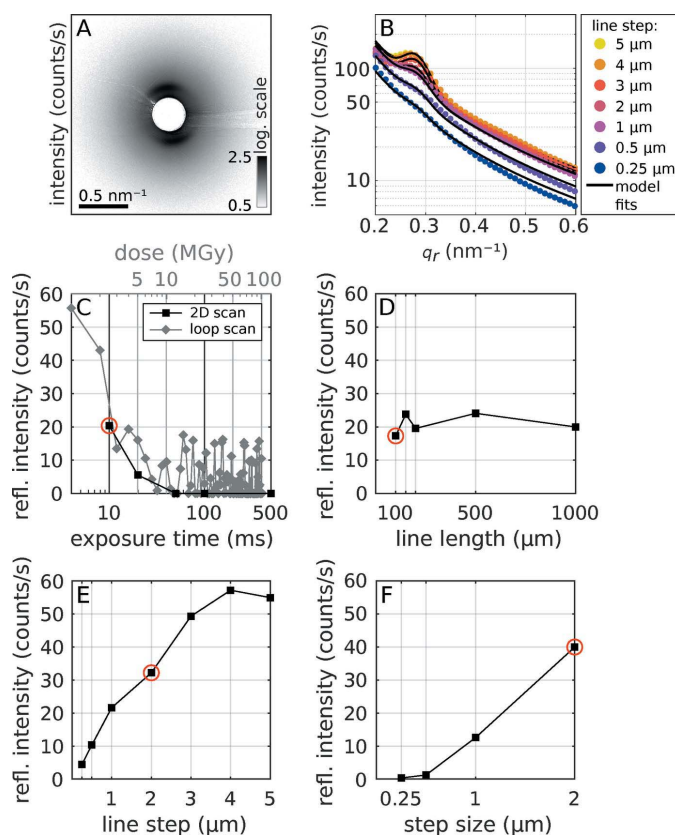 A
intensity (counts/s)
0.5 nm⁻¹
log. scale
2.5
0.5
B
intensity (counts/s)
100
50
10
0.2 0.3 0.4 0.5 0.6
qᵣ (nm⁻¹)
line step:
5 μm
4 μm
3 μm
2 μm
1 μm
0.5 μm
0.25 μm
model
fits
dose (MGy)
5 10 50 100
C
2D scan
loop scan
refl. intensity (counts/s)
60
50
40
30
20
10
0
10 100 500
exposure time (ms)
D
refl. intensity (counts/s)
60
50
40
30
20
10
0
100 500 1000
line length (μm)
E
refl. intensity (counts/s)
60
50
40
30
20
10
0
1 2 3 4 5
line step (μm)
F
refl. intensity (counts/s)
60
50
40
30
20
10
0
0.25 1 2
step size (μm)